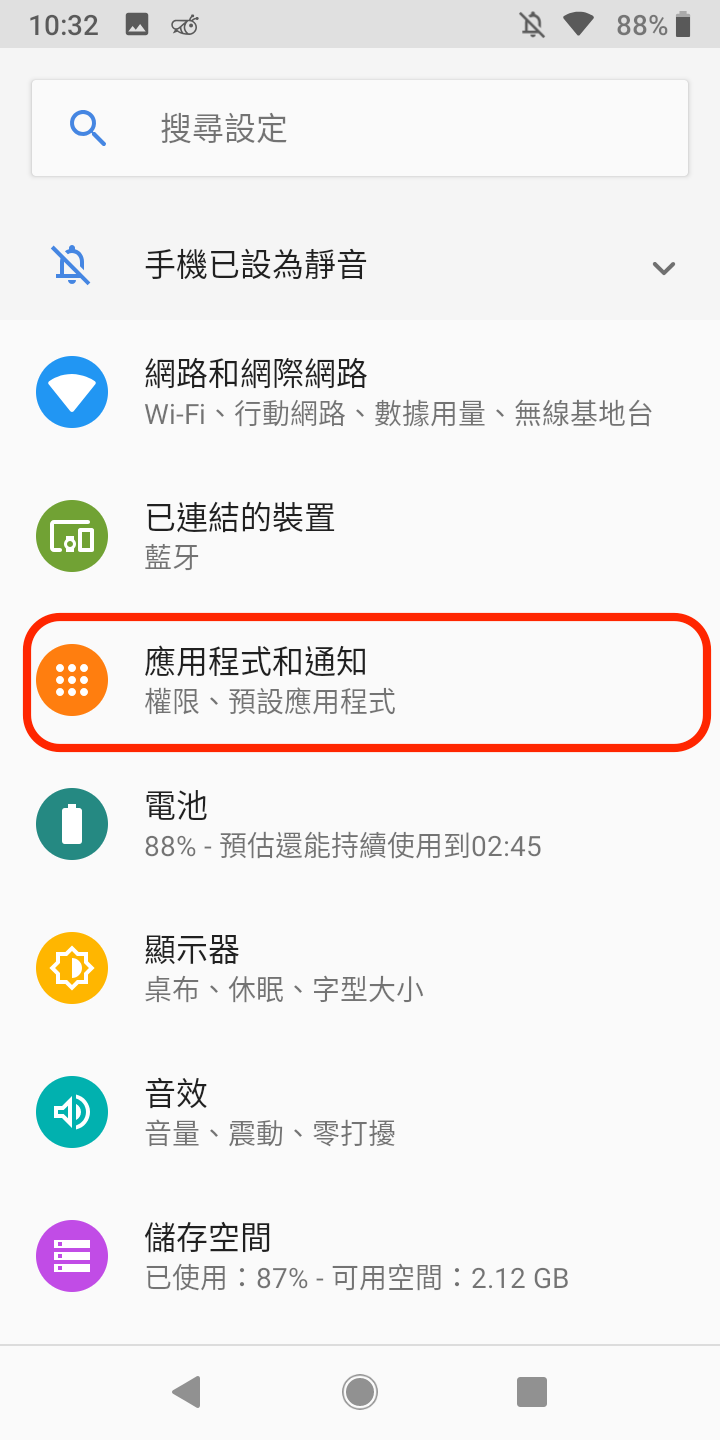 10:32
88%
搜尋設定
手機已設為靜音
網路和網際網路
Wi-Fi、行動網路、數據用量、無線基地台
已連結的裝置
藍牙
應用程式和通知
權限、預設應用程式
電池
88% - 預估還能持續使用到02:45
顯示器
桌布、休眠、字型大小
音效
音量、震動、零打擾
儲存空間
已使用：87% - 可用空間：2.12 GB